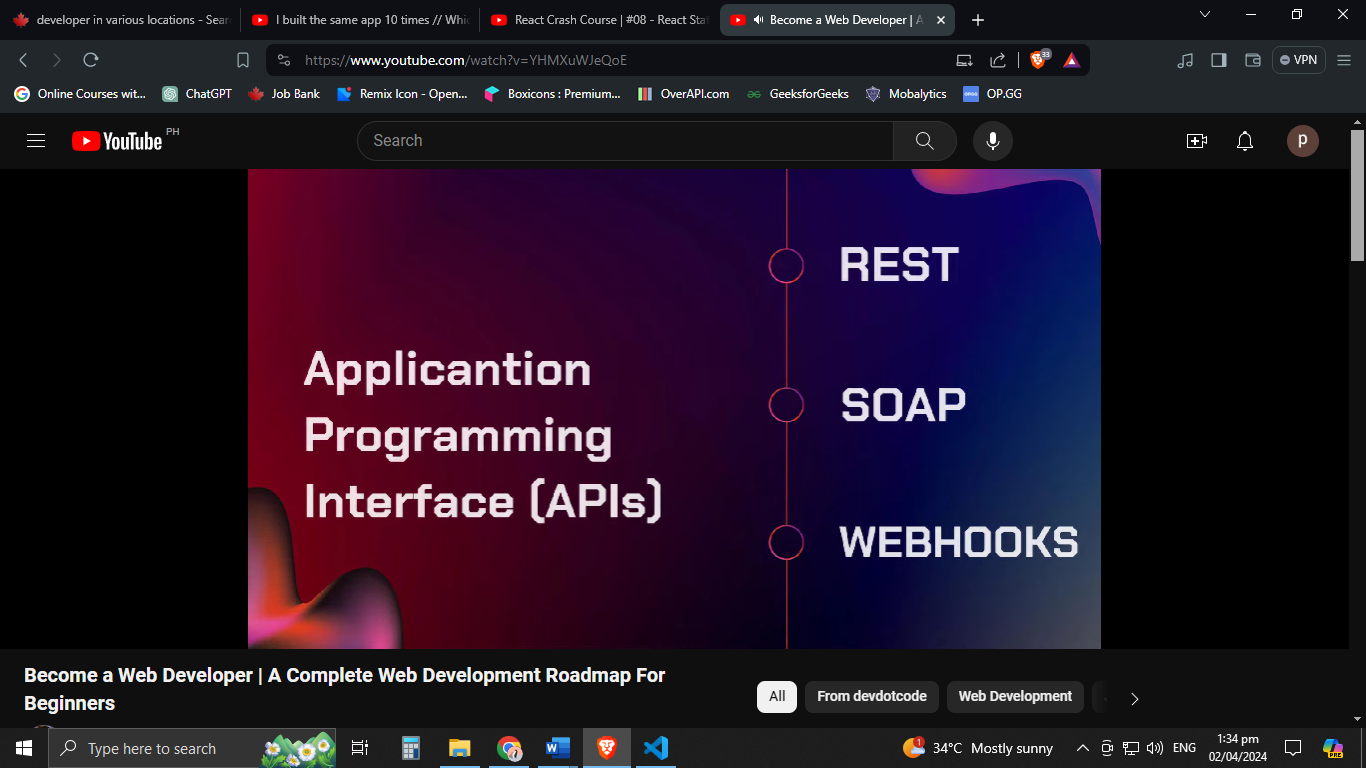 developer in various locations - Sear
I built the same app 10 times // Whic
React Crash Course | #08 - React Sta
Become a Web Developer | A
https://www.youtube.com/watch?v=YHMXuWJeQoE
33
VPN
Online Courses wit...
ChatGPT
Job Bank
Remix Icon - Open...
Boxicons : Premium...
OverAPI.com
GeeksforGeeks
Mobalytics
OP.GG
YouTube PH
Search
p
REST
Applicantion
Programming
Interface (APIs)
SOAP
WEBHOOKS
Become a Web Developer | A Complete Web Development Roadmap For
Beginners
All
From devdotcode
Web Development
Type here to search
1
34°C Mostly sunny
ENG
1:34 pm
02/04/2024
PRE